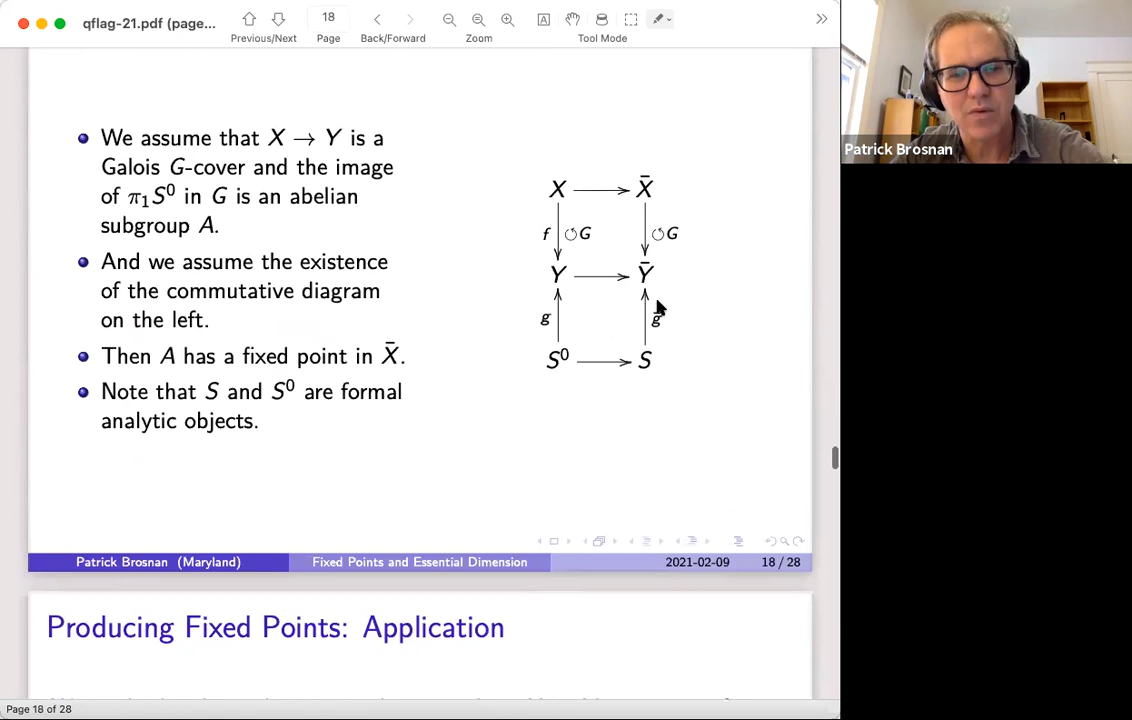 qflag-21.pdf (page...
18
Previous/Next
Page
Back/Forward
Zoom
Tool Mode
We assume that X → Y is a
Galois G-cover and the image
of π₁S⁰ in G is an abelian
subgroup A.
And we assume the existence
of the commutative diagram
on the left.
Then A has a fixed point in X̄.
Note that S and S⁰ are formal
analytic objects.
X → X̄
f ↻G ↻G
Y → Ȳ
g ḡ
S⁰ → S
Patrick Brosnan (Maryland) Fixed Points and Essential Dimension 2021-02-09 18 / 28
Producing Fixed Points: Application
Page 18 of 28
Patrick Brosnan